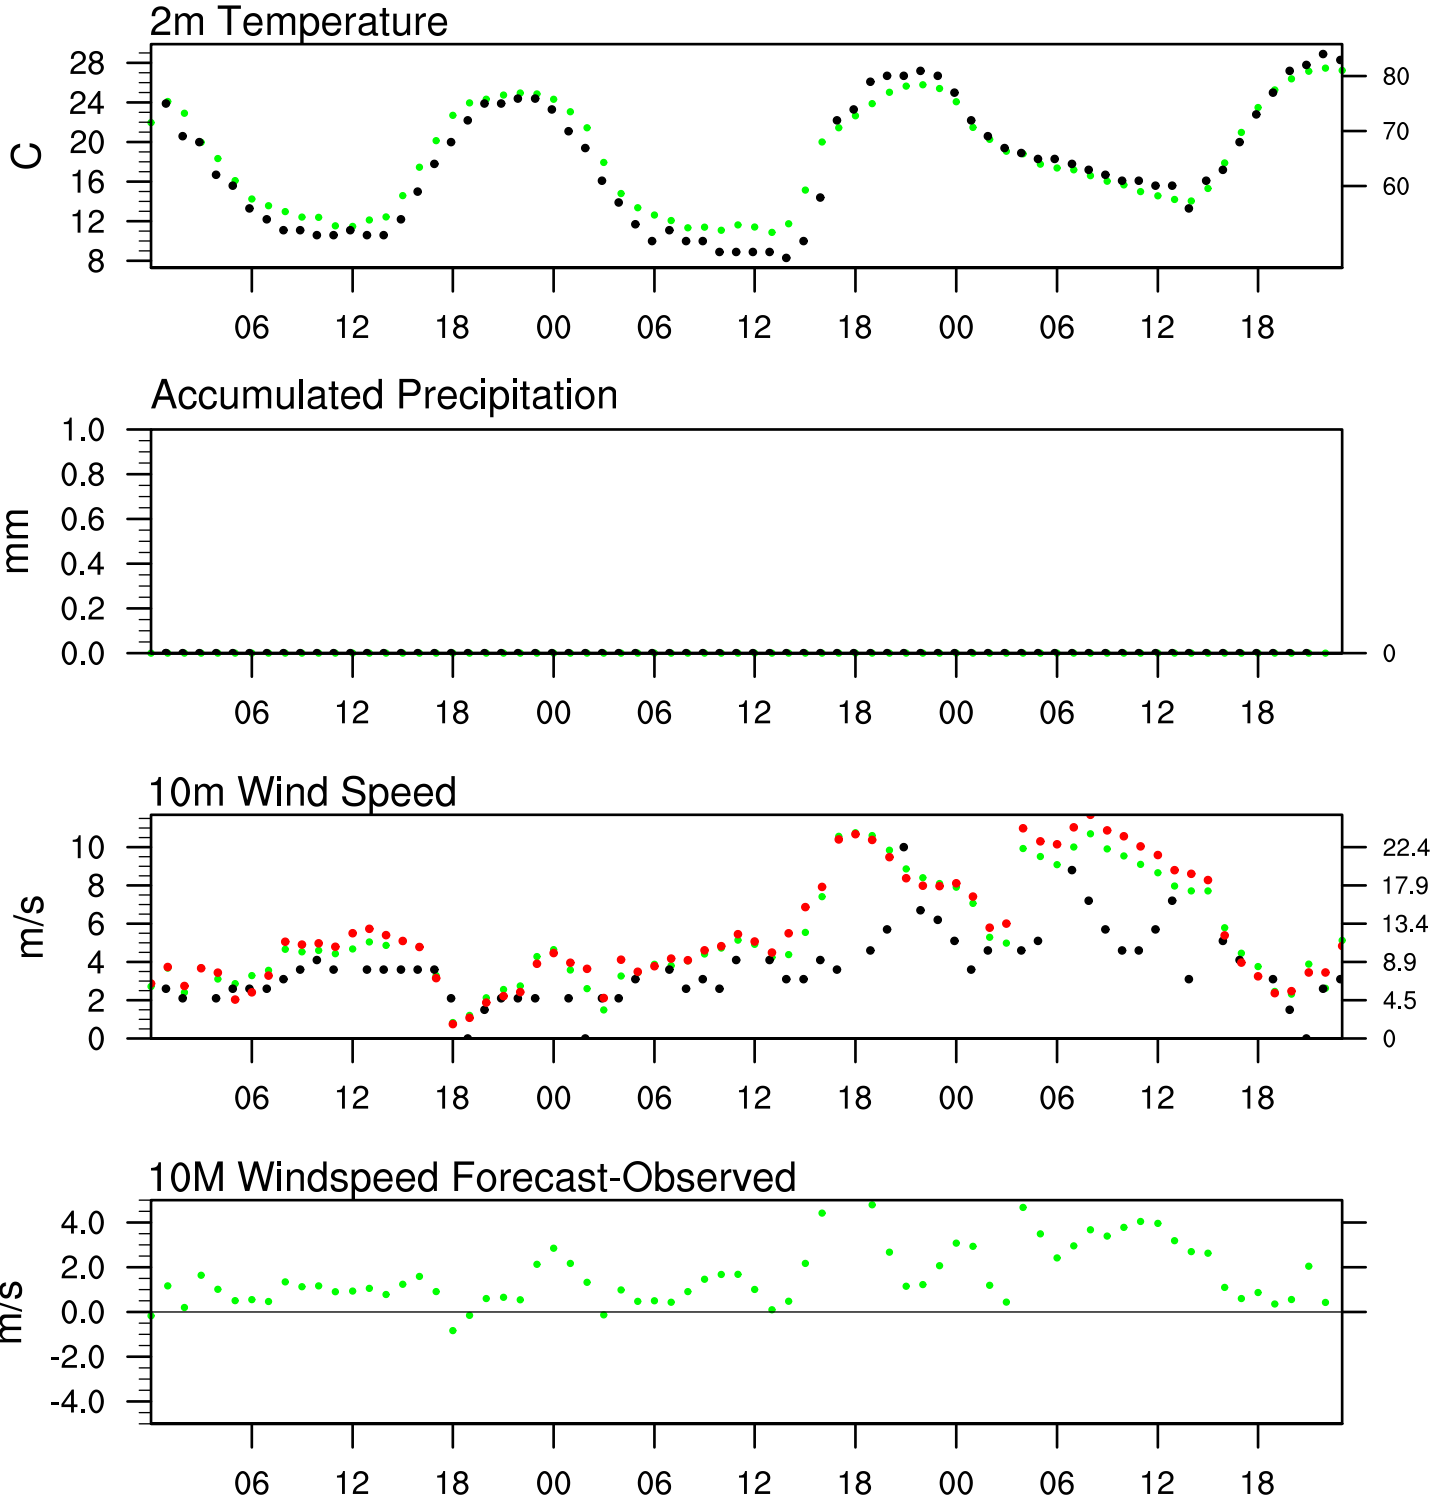 2m Temperature
28
24
20
16
12
8
C
80
70
60
06 12 18 00 06 12 18 00 06 12 18
Accumulated Precipitation
1.0
0.8
0.6
0.4
0.2
0.0
mm
0
06 12 18 00 06 12 18 00 06 12 18
10m Wind Speed
10
8
6
4
2
0
m/s
22.4
17.9
13.4
8.9
4.5
0
06 12 18 00 06 12 18 00 06 12 18
10M Windspeed Forecast-Observed
4.0
2.0
0.0
-2.0
-4.0
m/s
06 12 18 00 06 12 18 00 06 12 18